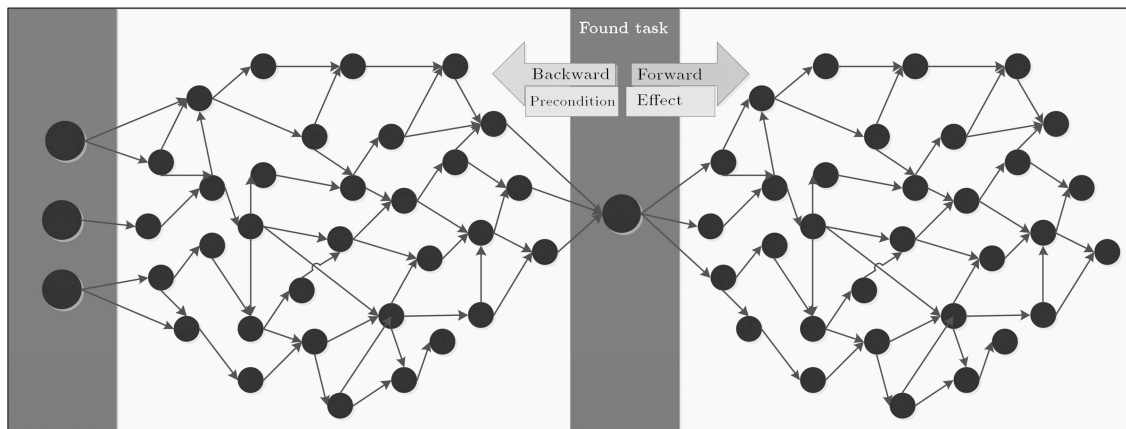 Found task
Backward
Forward
Precondition
Effect